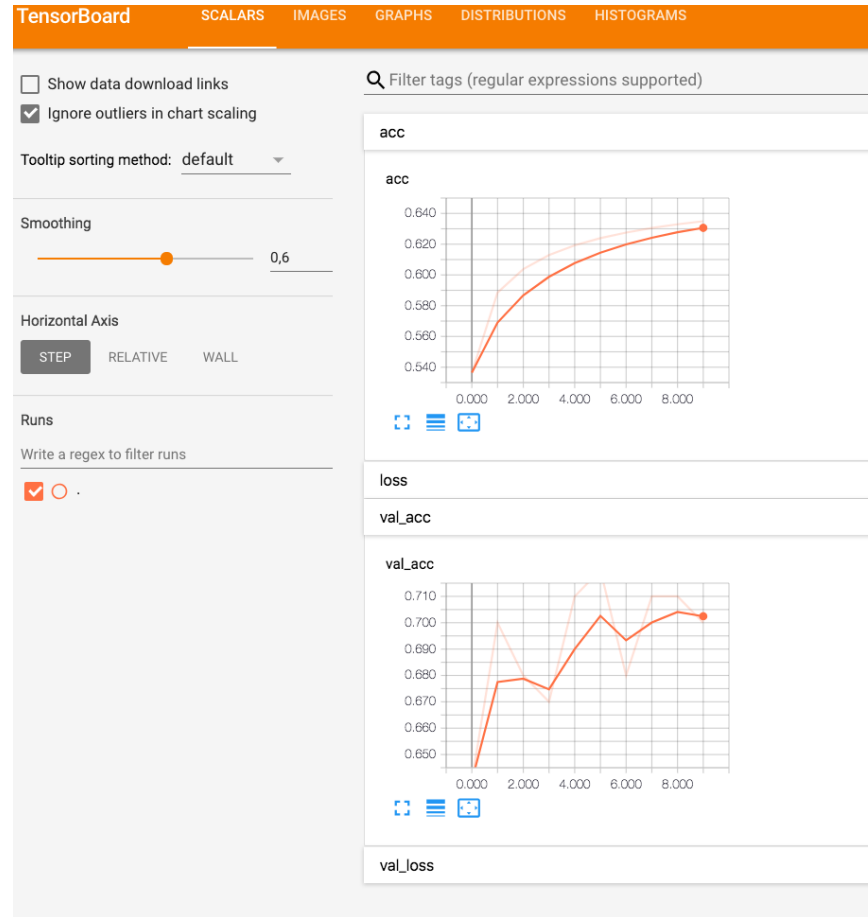 TensorBoard SCALARS IMAGES GRAPHS DISTRIBUTIONS HISTOGRAMS
Show data download links
Ignore outliers in chart scaling
Tooltip sorting method: default
Smoothing
0,6
Horizontal Axis
STEP RELATIVE WALL
Runs
Write a regex to filter runs
.
Filter tags (regular expressions supported)
acc
acc
0.640
0.620
0.600
0.580
0.560
0.540
0.000 2.000 4.000 6.000 8.000
loss
val_acc
val_acc
0.710
0.700
0.690
0.680
0.670
0.660
0.650
0.000 2.000 4.000 6.000 8.000
val_loss